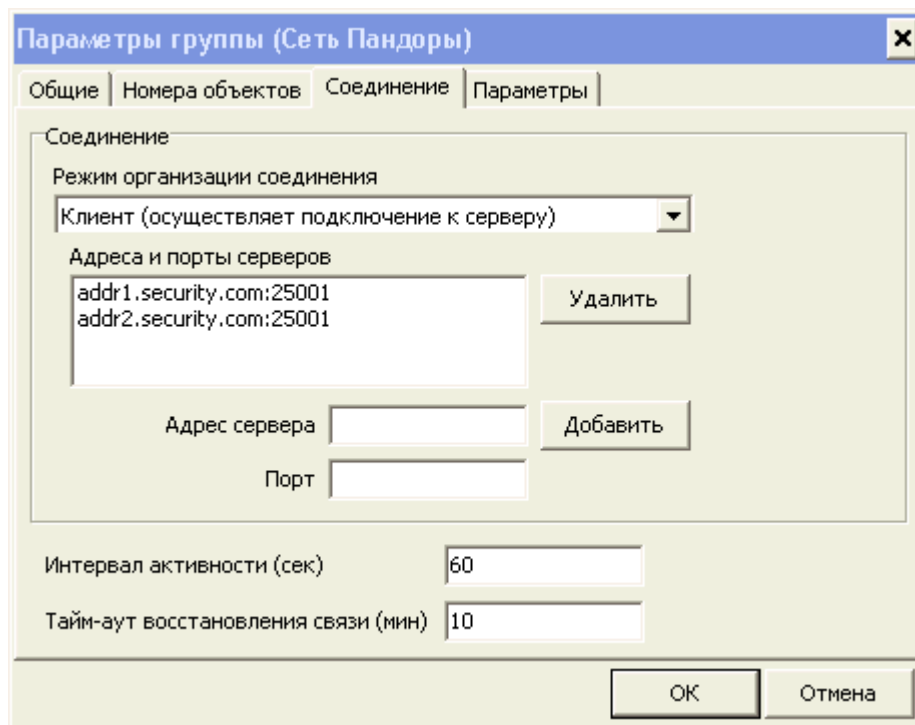 Параметры группы (Сеть Пандоры)
Общие Номера объектов Соединение Параметры
Соединение
Режим организации соединения
Клиент (осуществляет подключение к серверу)
Адреса и порты серверов
addr1.security.com:25001
addr2.security.com:25001
Удалить
Адрес сервера
Добавить
Порт
Интервал активности (сек) 60
Тайм-аут восстановления связи (мин) 10
ОК Отмена